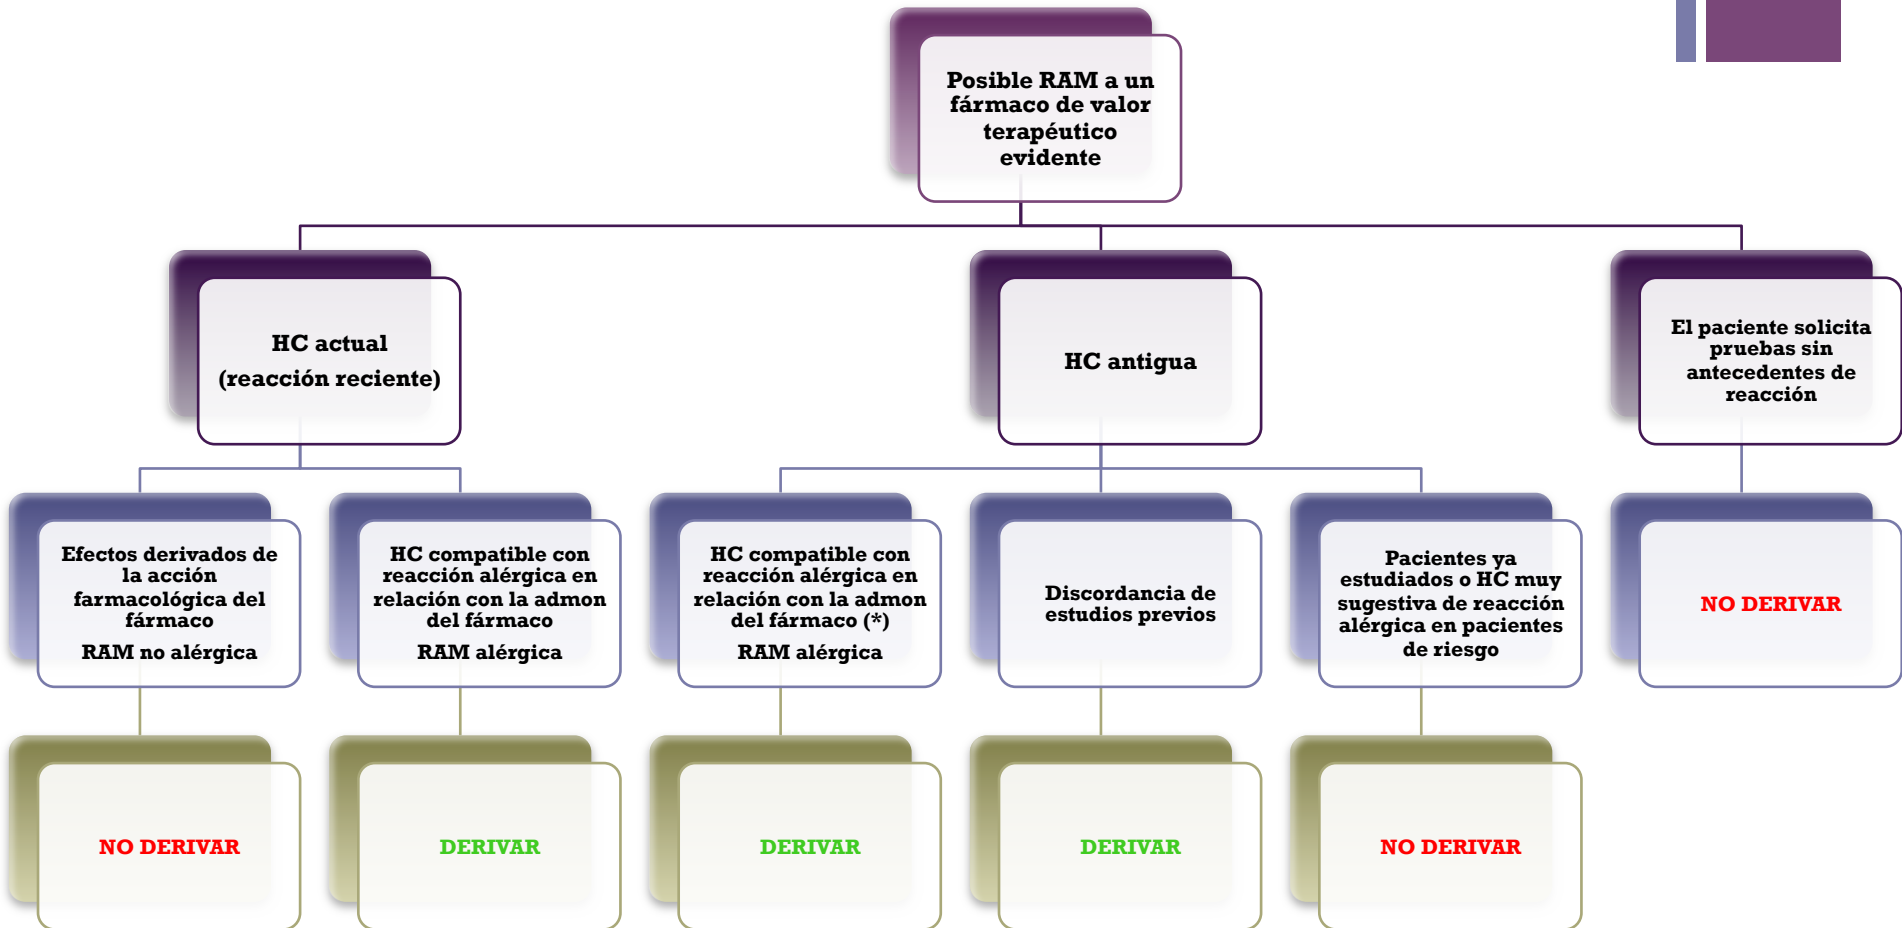 Posible RAM a un
fármaco de valor
terapéutico
evidente
HC actual
(reacción reciente)
HC antigua
El paciente solicita
pruebas sin
antecedentes de
reacción
Efectos derivados de
la acción
farmacológica del
fármaco
RAM no alérgica
HC compatible con
reacción alérgica en
relación con la admon
del fármaco
RAM alérgica
HC compatible con
reacción alérgica en
relación con la admon
del fármaco (*)
RAM alérgica
Discordancia de
estudios previos
Pacientes ya
estudiados o HC muy
sugestiva de reacción
alérgica en pacientes
de riesgo
NO DERIVAR
NO DERIVAR
DERIVAR
DERIVAR
DERIVAR
NO DERIVAR